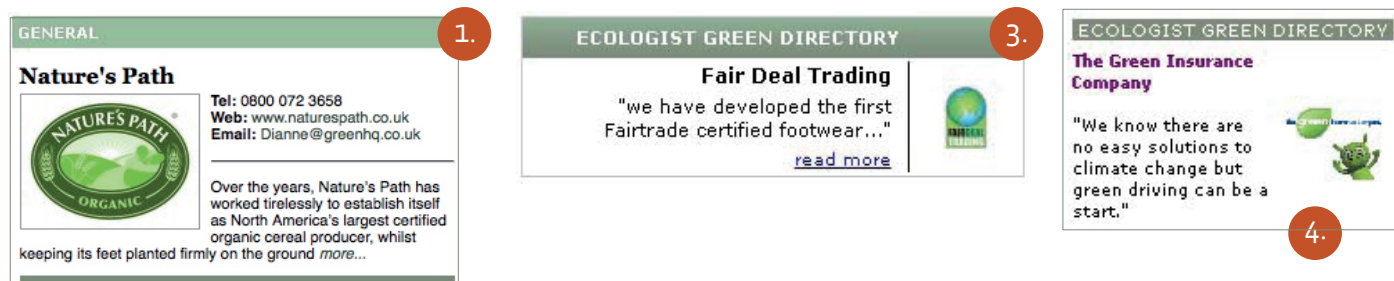 GENERAL
1.
Nature's Path
NATURE'S PATH
ORGANIC
Tel: 0800 072 3658
Web: www.naturespath.co.uk
Email: Dianne@greenhq.co.uk
Over the years, Nature's Path has
worked tirelessly to establish itself
as North America's largest certified
organic cereal producer, whilst
keeping its feet planted firmly on the ground more...
ECOLOGIST GREEN DIRECTORY
3.
Fair Deal Trading
"we have developed the first
Fairtrade certified footwear..."
read more
FAIRDEAL
TRADING
ECOLOGIST GREEN DIRECTORY
The Green Insurance
Company
"We know there are
no easy solutions to
climate change but
green driving can be a
start."
green
4.